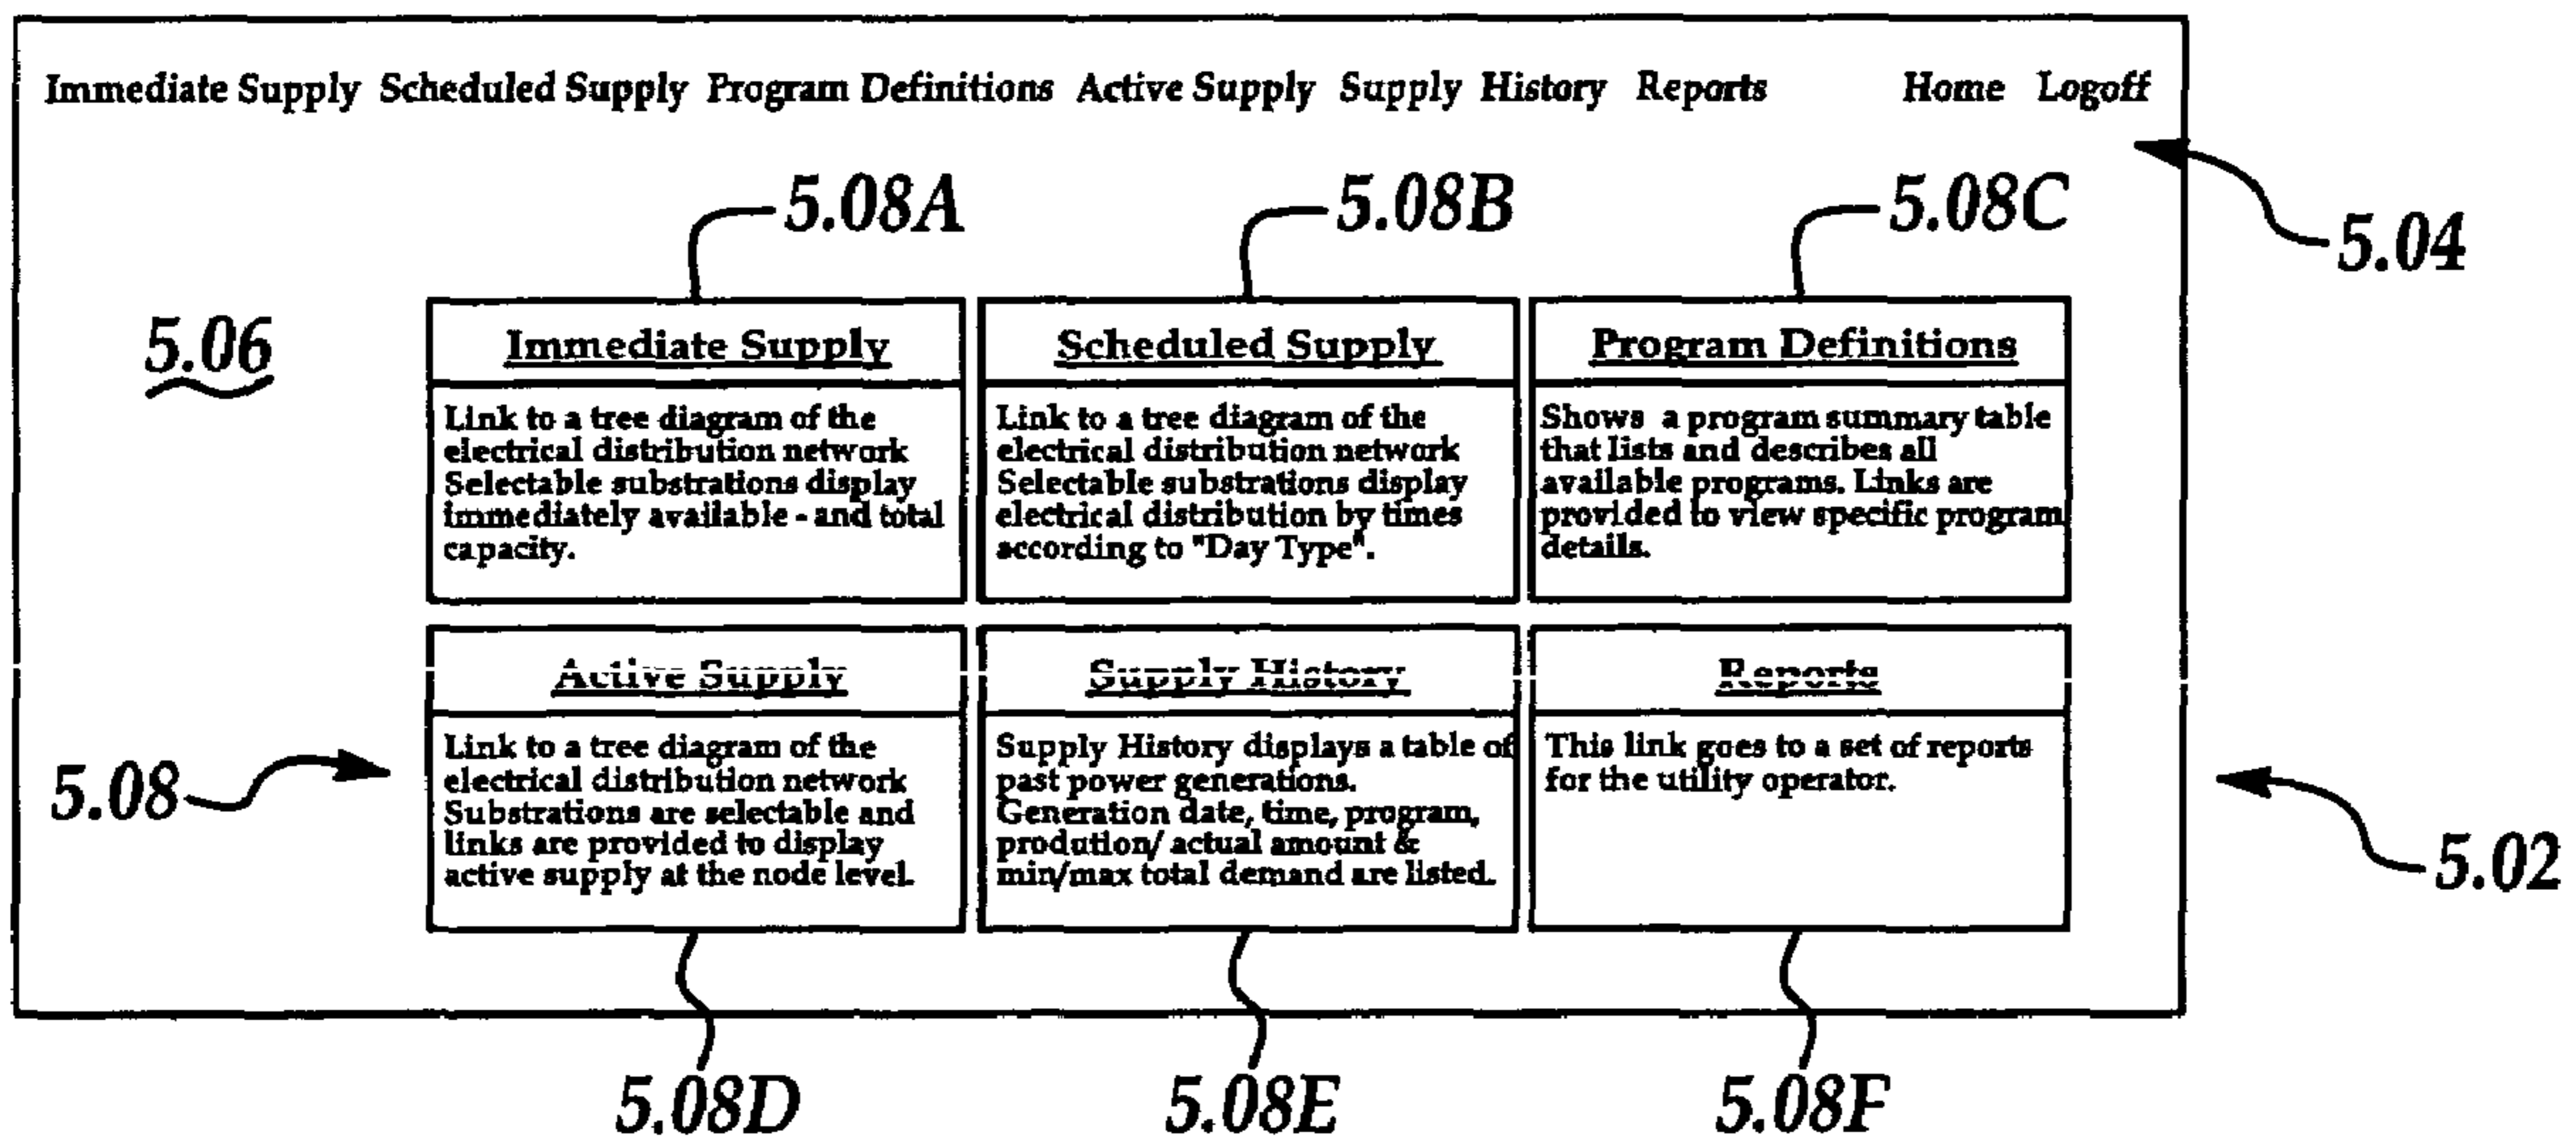 Immediate Supply Scheduled Supply Program Definitions Active Supply Supply History Reports Home Logoff
5.08A
5.08B
5.08C
5.04
5.06
Immediate Supply
Link to a tree diagram of the
electrical distribution network
Selectable substrations display
immediately available - and total
capacity.
Scheduled Supply
Link to a tree diagram of the
electrical distribution network
Selectable substrations display
electrical distribution by times
according to "Day Type".
Program Definitions
Shows a program summary table
that lists and describes all
available programs. Links are
provided to view specific program
details.
5.08
Active Supply
Link to a tree diagram of the
electrical distribution network
Substrations are selectable and
links are provided to display
active supply at the node level.
Supply History
Supply History displays a table of
past power generations.
Generation date, time, program,
prodution/ actual amount &
min/max total demand are listed.
Reports
This link goes to a set of reports
for the utility operator.
5.02
5.08D
5.08E
5.08F